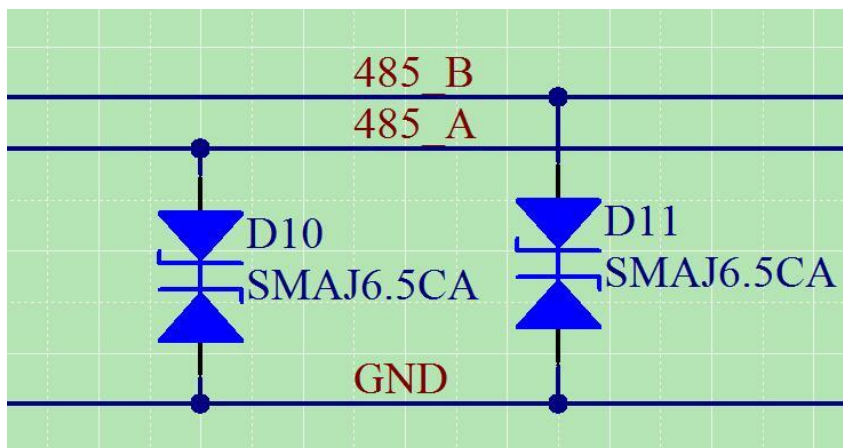 485_B
485_A
D10
SMAJ6.5CA
D11
SMAJ6.5CA
GND